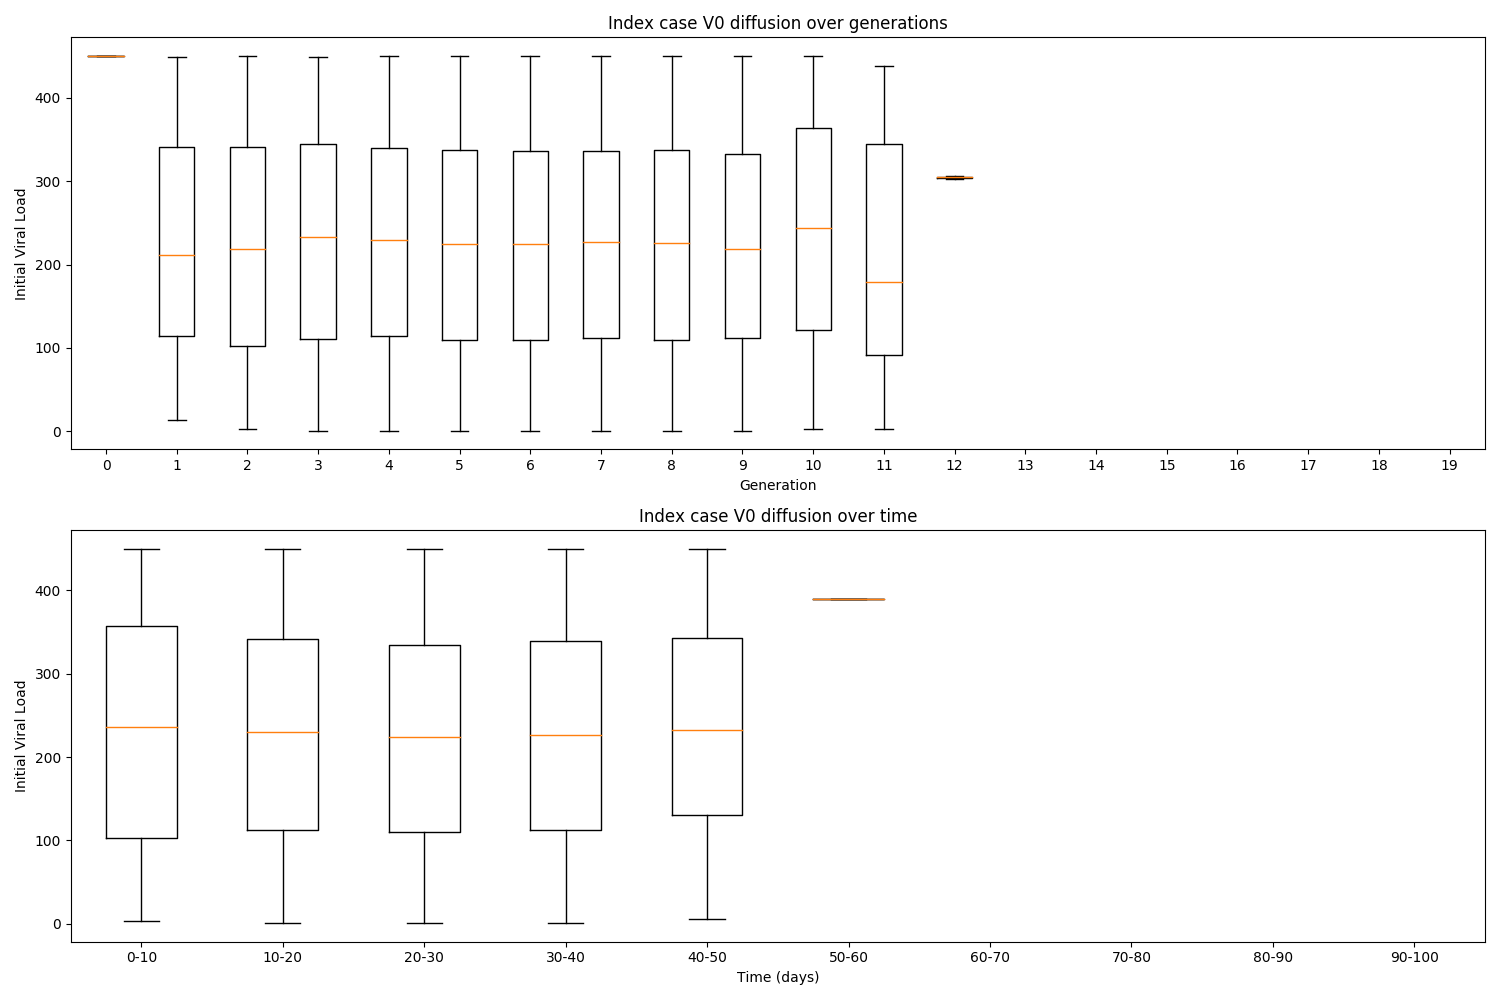 Index case V0 diffusion over generations
Initial Viral Load
400
300
200
100
0
0 1 2 3 4 5 6 7 8 9 10 11 12 13 14 15 16 17 18 19
Generation
Index case V0 diffusion over time
Initial Viral Load
400
300
200
100
0
0-10 10-20 20-30 30-40 40-50 50-60 60-70 70-80 80-90 90-100
Time (days)